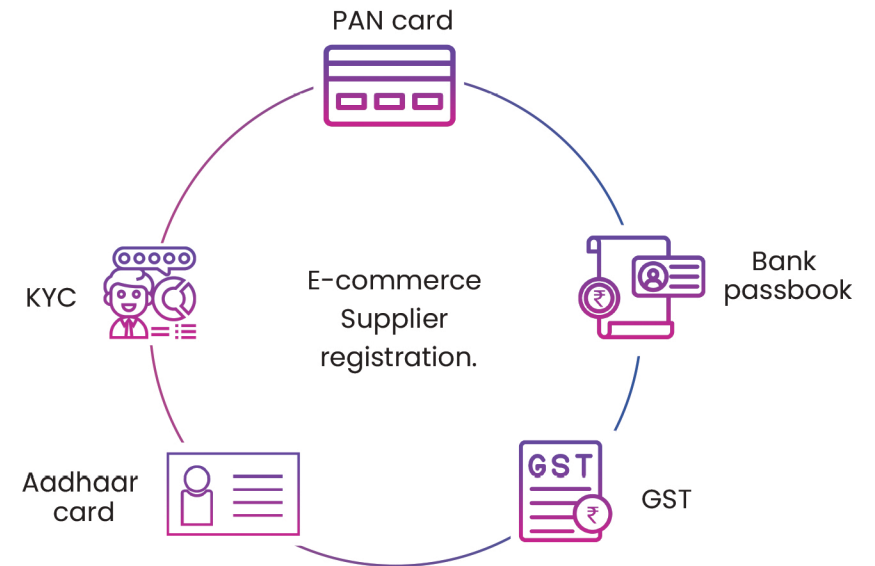 PAN card
KYC
E-commerce
Supplier
registration.
Bank
passbook
₹
Aadhaar
card
GST
₹
GST